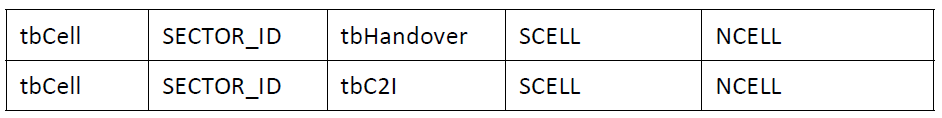 tbCell SECTOR_ID tbHandover SCELL NCELL
tbCell SECTOR_ID tbC2I SCELL NCELL